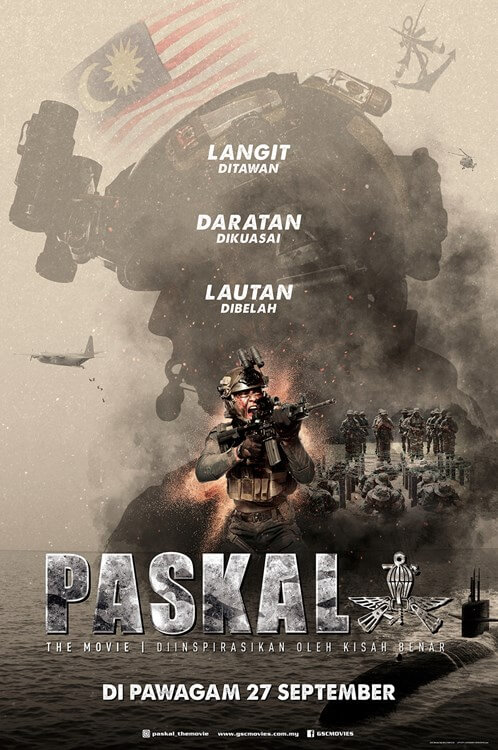 LANGIT
DITAWAN
DARATAN
DIKUASAI
LAUTAN
DIBELAH
PASKAL
THE MOVIE | DIINSPIRASIKAN OLEH KISAH BENAR
DI PAWAGAM 27 SEPTEMBER
paskal_themovie www.gscmovies.com.my GSCMOVIES